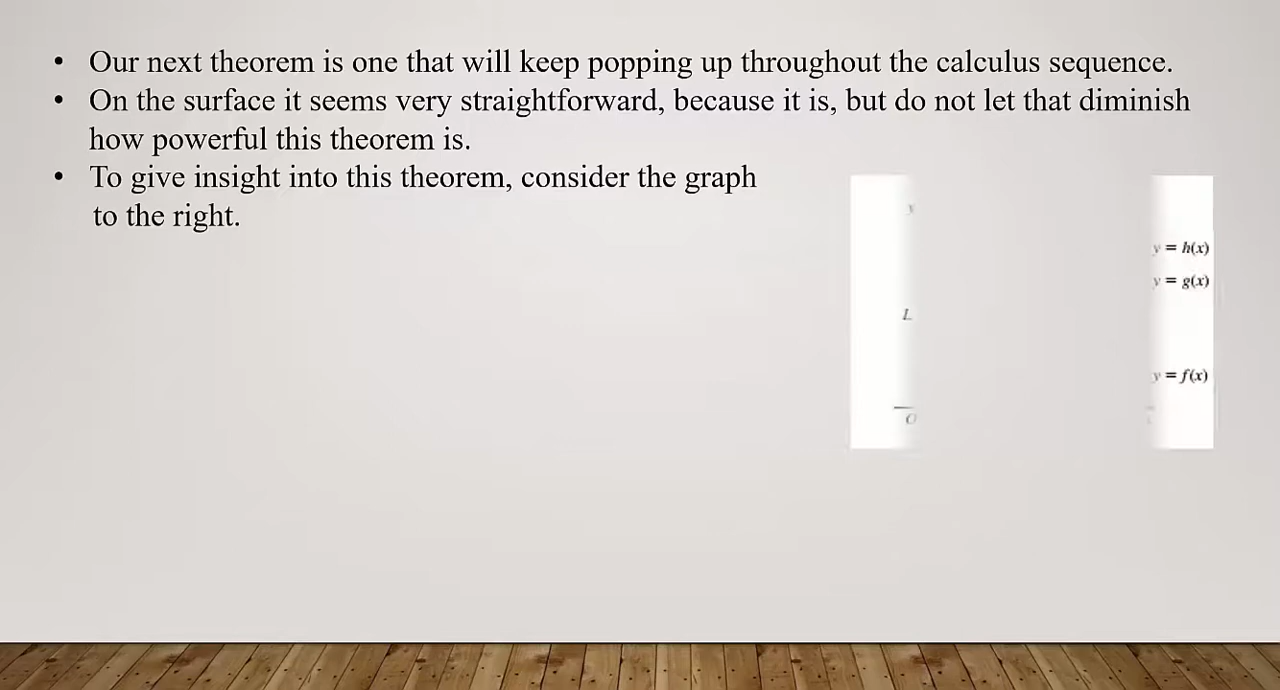 • Our next theorem is one that will keep popping up throughout the calculus sequence.
• On the surface it seems very straightforward, because it is, but do not let that diminish
how powerful this theorem is.
• To give insight into this theorem, consider the graph
to the right.
y
y = h(x)
y = g(x)
L
y = f(x)
O